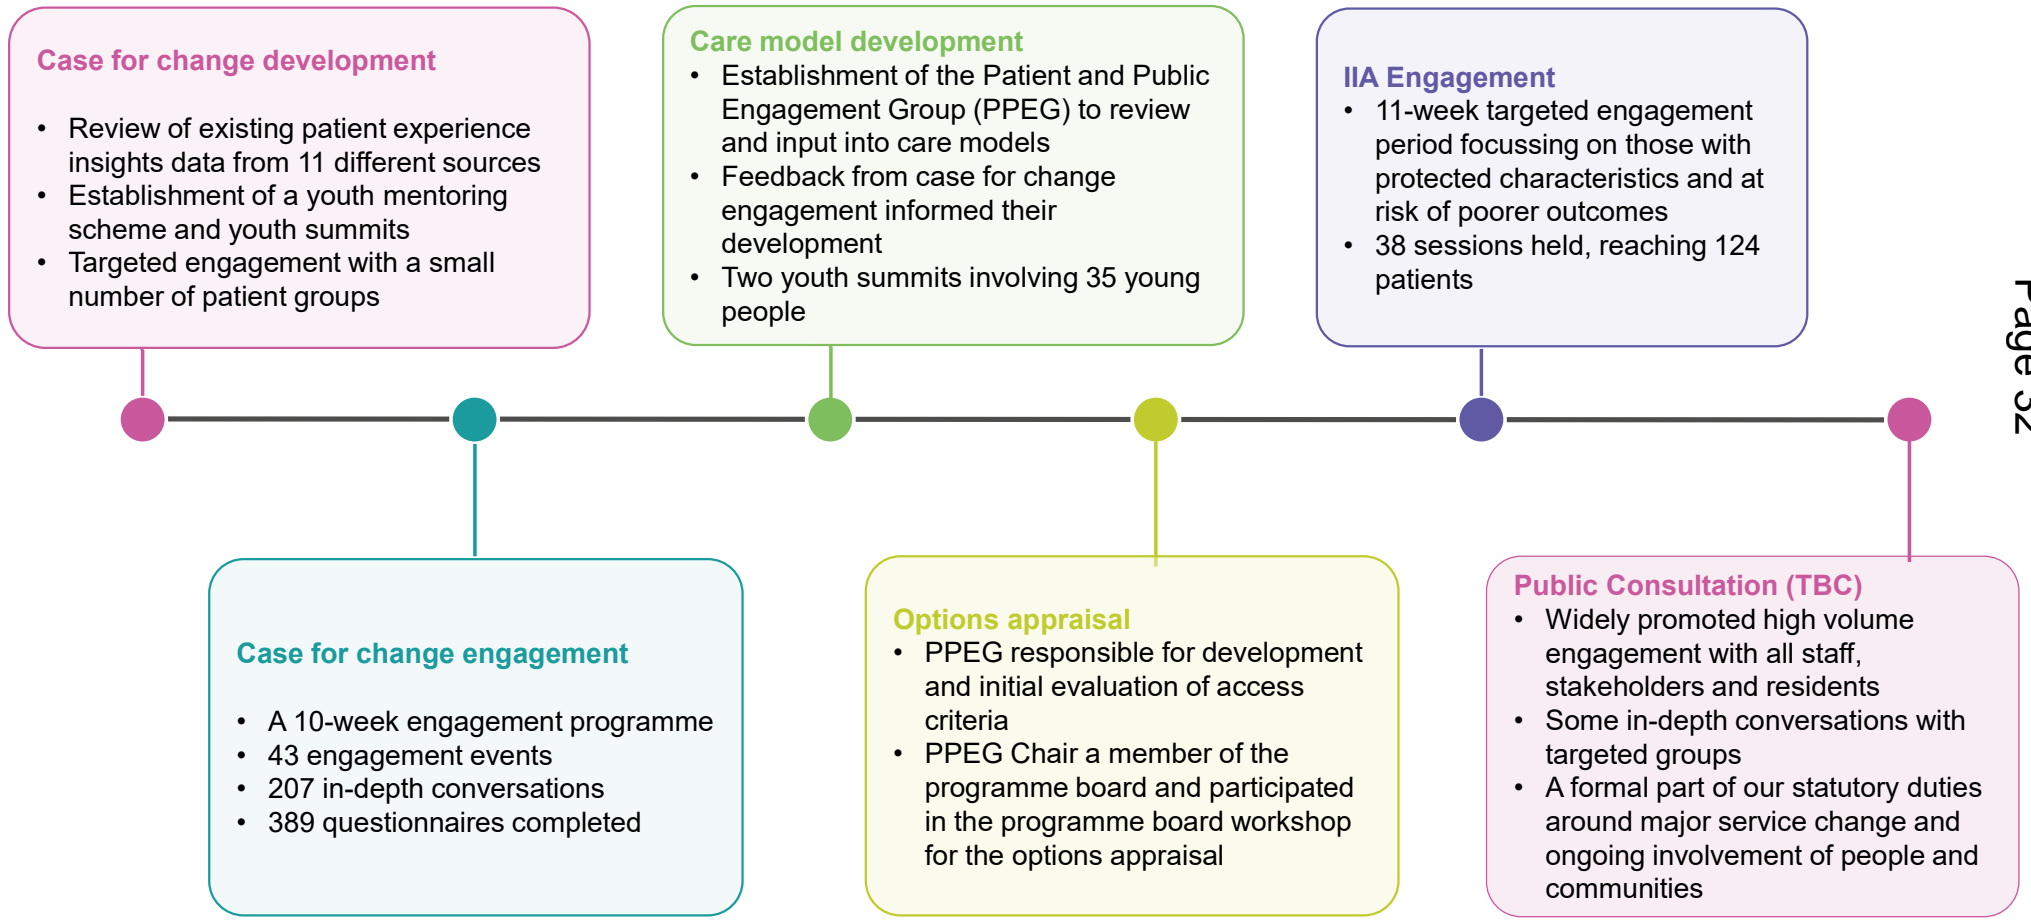 Case for change development
• Review of existing patient experience
insights data from 11 different sources
• Establishment of a youth mentoring
scheme and youth summits
• Targeted engagement with a small
number of patient groups
Care model development
• Establishment of the Patient and Public
Engagement Group (PPEG) to review
and input into care models
• Feedback from case for change
engagement informed their
development
• Two youth summits involving 35 young
people
IIA Engagement
• 11-week targeted engagement
period focussing on those with
protected characteristics and at
risk of poorer outcomes
• 38 sessions held, reaching 124
patients
Page 32
Case for change engagement
• A 10-week engagement programme
• 43 engagement events
• 207 in-depth conversations
• 389 questionnaires completed
Options appraisal
• PPEG responsible for development
and initial evaluation of access
criteria
• PPEG Chair a member of the
programme board and participated
in the programme board workshop
for the options appraisal
Public Consultation (TBC)
• Widely promoted high volume
engagement with all staff,
stakeholders and residents
• Some in-depth conversations with
targeted groups
• A formal part of our statutory duties
around major service change and
ongoing involvement of people and
communities